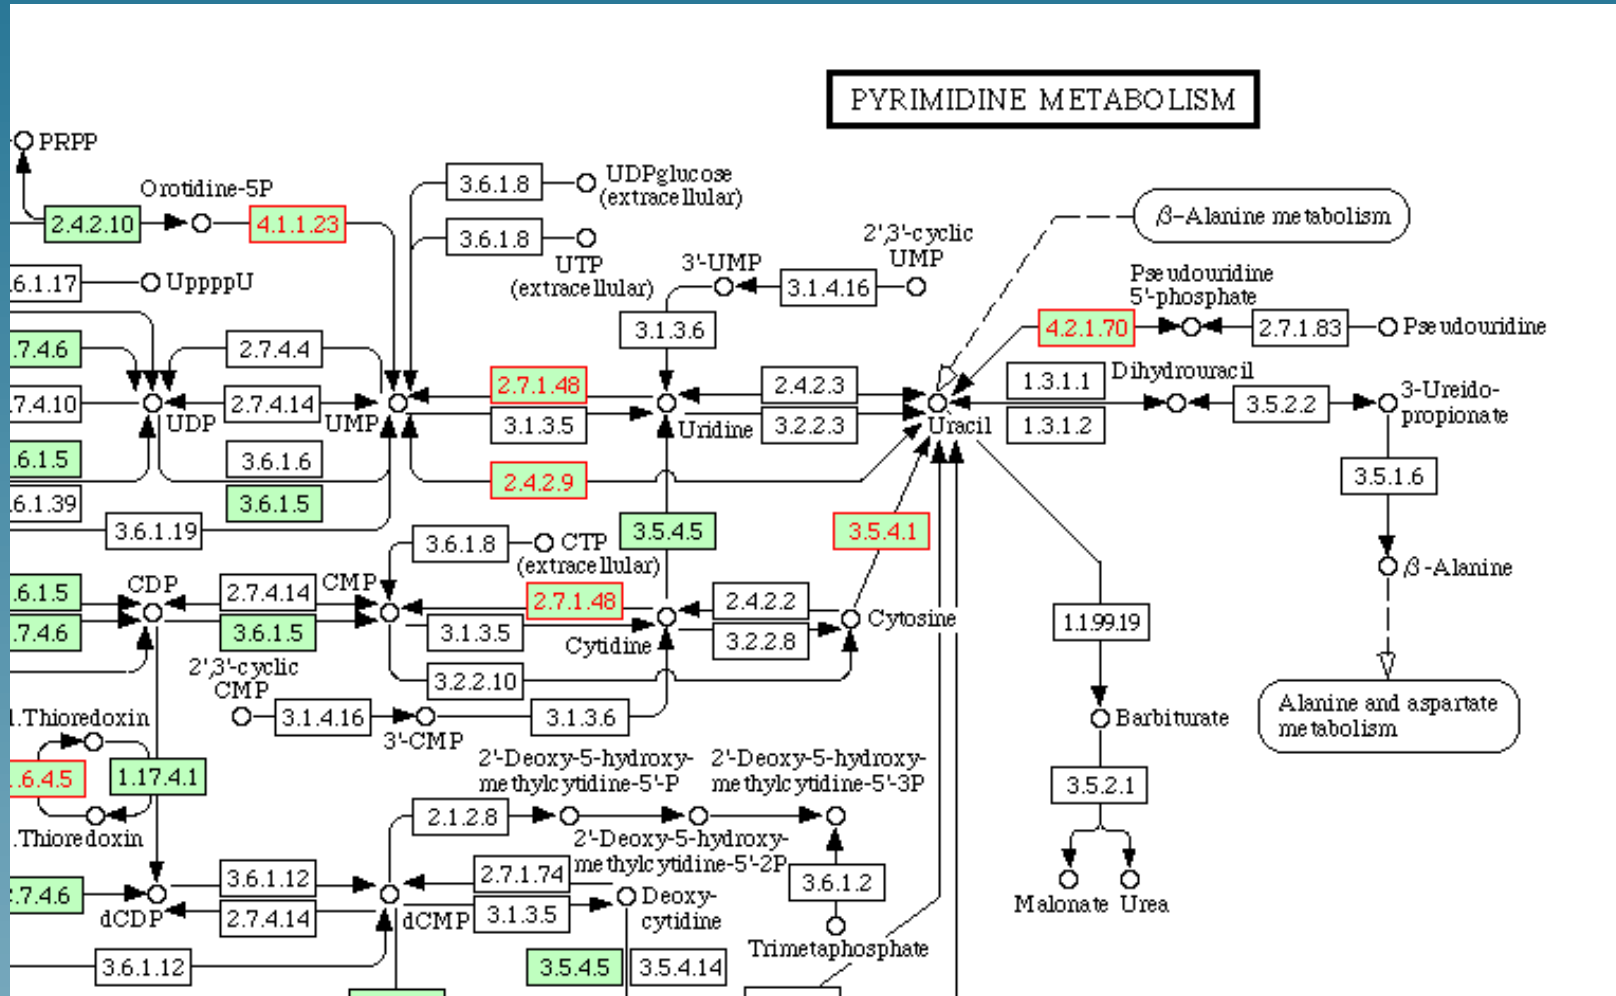 PYRIMIDINE METABOLISM
PRPP
Orotidine-5P
3.6.1.8
UDPglucose
(extracellular)
2.4.2.10
4.1.1.23
β-Alanine metabolism
3.6.1.8
UTP
(extracellular)
2',3'-cyclic
UMP
3'-UMP
.6.1.17
UppppU
3.1.4.16
Pseudouridine
5'-phosphate
3.1.3.6
4.2.1.70
2.7.1.83
Pseudouridine
.7.4.6
2.7.4.4
2.7.1.48
2.4.2.3
1.3.1.1
Dihydrouracil
7.4.10
2.7.4.14
UDP
UMP
3.1.3.5
Uridine
3.2.2.3
Uracil
1.3.1.2
3.5.2.2
3-Ureido-
propionate
.6.1.5
3.6.1.6
2.4.2.9
3.5.1.6
.6.1.39
3.6.1.5
3.6.1.19
3.6.1.8
CTP
(extracellular)
3.5.4.5
3.5.4.1
β-Alanine
.6.1.5
CDP
2.7.4.14
CMP
2.7.1.48
2.4.2.2
Cytosine
1.1.99.19
.7.4.6
3.6.1.5
3.1.3.5
Cytidine
3.2.2.8
2',3'-cyclic
CMP
3.2.2.10
3.1.4.16
3'-CMP
3.1.3.6
Barbiturate
Alanine and aspartate
metabolism
1.Thioredoxin
.6.4.5
1.17.4.1
.Thioredoxin
2'-Deoxy-5-hydroxy-
methylcytidine-5'-P
2'-Deoxy-5-hydroxy-
methylcytidine-5'-3P
3.5.2.1
2.1.2.8
2'-Deoxy-5-hydroxy-
methylcytidine-5'-2P
3.6.1.2
.7.4.6
dCDP
3.6.1.12
2.7.4.14
dCMP
2.7.1.74
3.1.3.5
Deoxy-
cytidine
Malonate
Urea
Trimetaphosphate
3.6.1.12
3.5.4.5
3.5.4.14